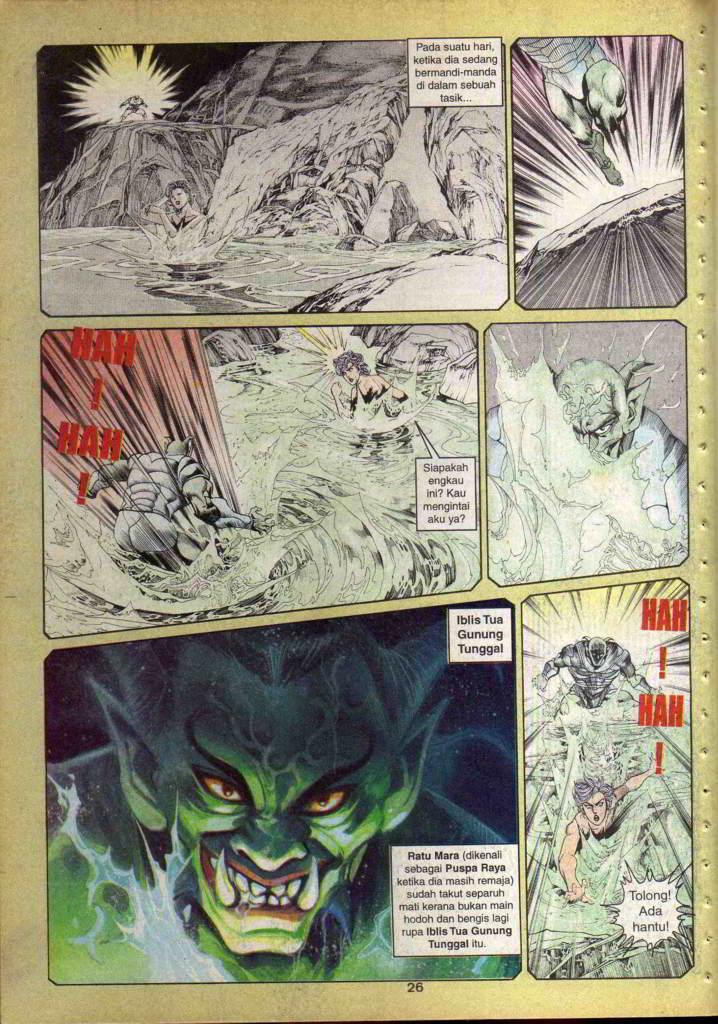 Pada suatu hari,
ketika dia sedang
bermandi-manda
di dalam sebuah
tasik...
HAH
!
HAH
!
Siapakah
engkau
ini? Kau
mengintai
aku ya?
Iblis Tua
Gunung
Tunggal
Ratu Mara (dikenali
sebagai Puspa Raya
ketika dia masih remaja)
sudah takut separuh
mati kerana bukan main
hodoh dan bengis lagi
rupa Iblis Tua Gunung
Tunggal itu.
HAH
!
HAH
!
Tolong!
Ada
hantu!
26